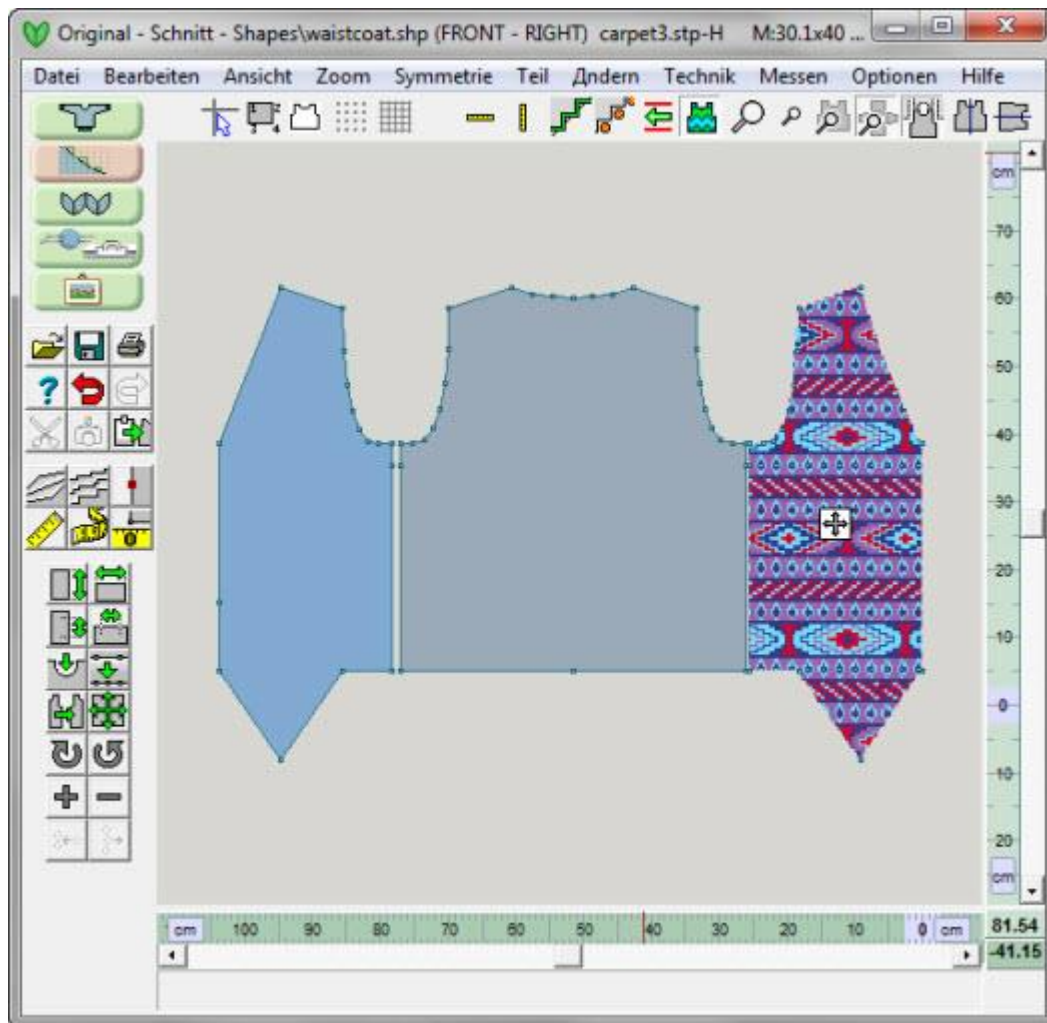 Original - Schnitt - Shapes\waistcoat.shp (FRONT - RIGHT) carpet3.stp-H M:30.1x40 ...
Datei Bearbeiten Ansicht Zoom Symmetrie Teil Дndern Technik Messen Optionen Hilfe
cm
70
60
50
40
30
20
10
0
10
20
cm
cm 100 90 80 70 60 50 40 30 20 10 0 cm
81.54
-41.15